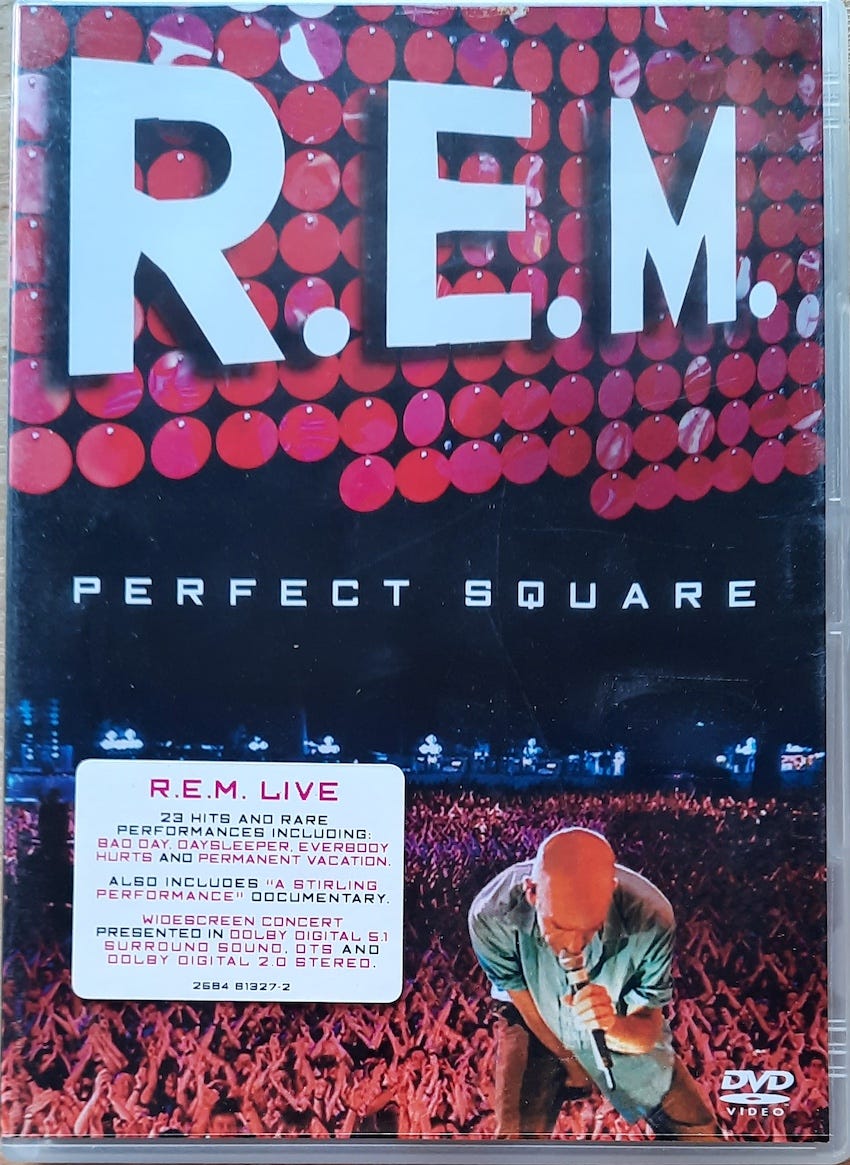 R.E.M.
PERFECT SQUARE
R.E.M. LIVE
23 HITS AND RARE
PERFORMANCES INCLUDING:
BAD DAY, DAYSLEEPER, EVERBODY
HURTS AND PERMANENT VACATION.
ALSO INCLUDES "A STIRLING
PERFORMANCE" DOCUMENTARY.
WIDESCREEN CONCERT
PRESENTED IN DOLBY DIGITAL 5.1
SURROUND SOUND, DTS AND
DOLBY DIGITAL 2.0 STEREO.
2564 61327-2
DVD
VIDEO